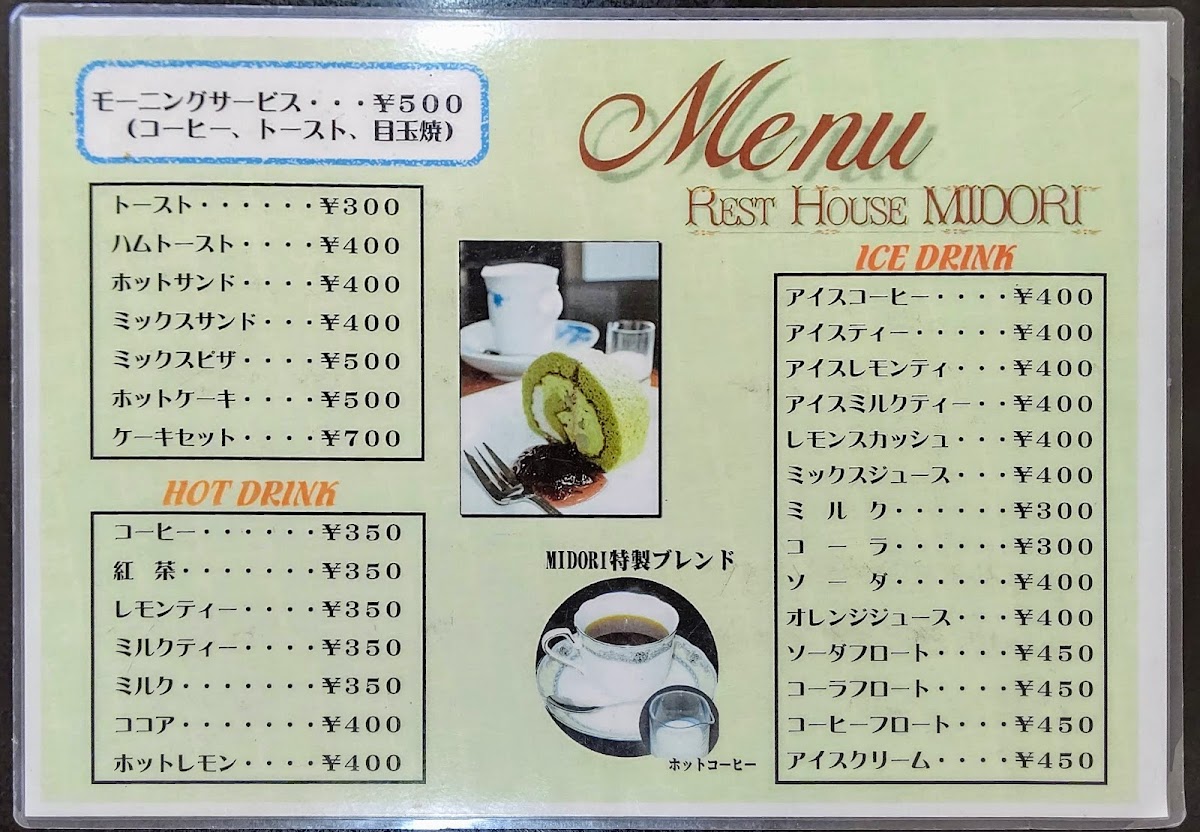 モーニングサービス・・・￥500
(コーヒー、トースト、目玉焼)
Menu
REST HOUSE MIDORI
トースト・・・・・・￥300
ハムトースト・・・・￥400
ホットサンド・・・・￥400
ミックスサンド・・・￥400
ミックスピザ・・・・￥500
ホットケーキ・・・・￥500
ケーキセット・・・・￥700
HOT DRINK
コーヒー・・・・・・￥350
紅　茶・・・・・・・￥350
レモンティー・・・・￥350
ミルクティー・・・・￥350
ミルク・・・・・・・￥350
ココア・・・・・・・￥400
ホットレモン・・・・￥400
MIDORI特製ブレンド
ホットコーヒー
ICE DRINK
アイスコーヒー・・・・￥400
アイスティー・・・・・￥400
アイスレモンティ・・・￥400
アイスミルクティー・・￥400
レモンスカッシュ・・・￥400
ミックスジュース・・・￥400
ミ　ル　ク・・・・・・￥300
コ　ー　ラ・・・・・・￥300
ソ　ー　ダ・・・・・・￥400
オレンジジュース・・・￥400
ソーダフロート・・・・￥450
コーラフロート・・・・￥450
コーヒーフロート・・・￥450
アイスクリーム・・・・￥450